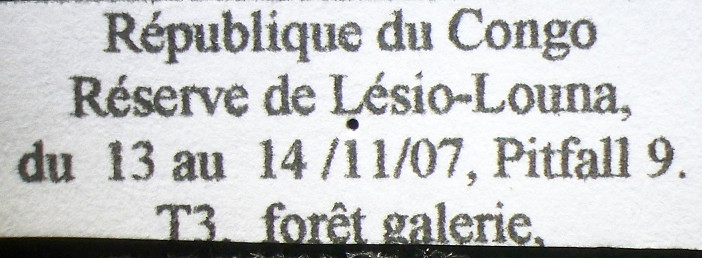 République du Congo
Réserve de Lésio-Louna,
du 13 au 14 /11/07, Pitfall 9.
T3, forêt galerie,